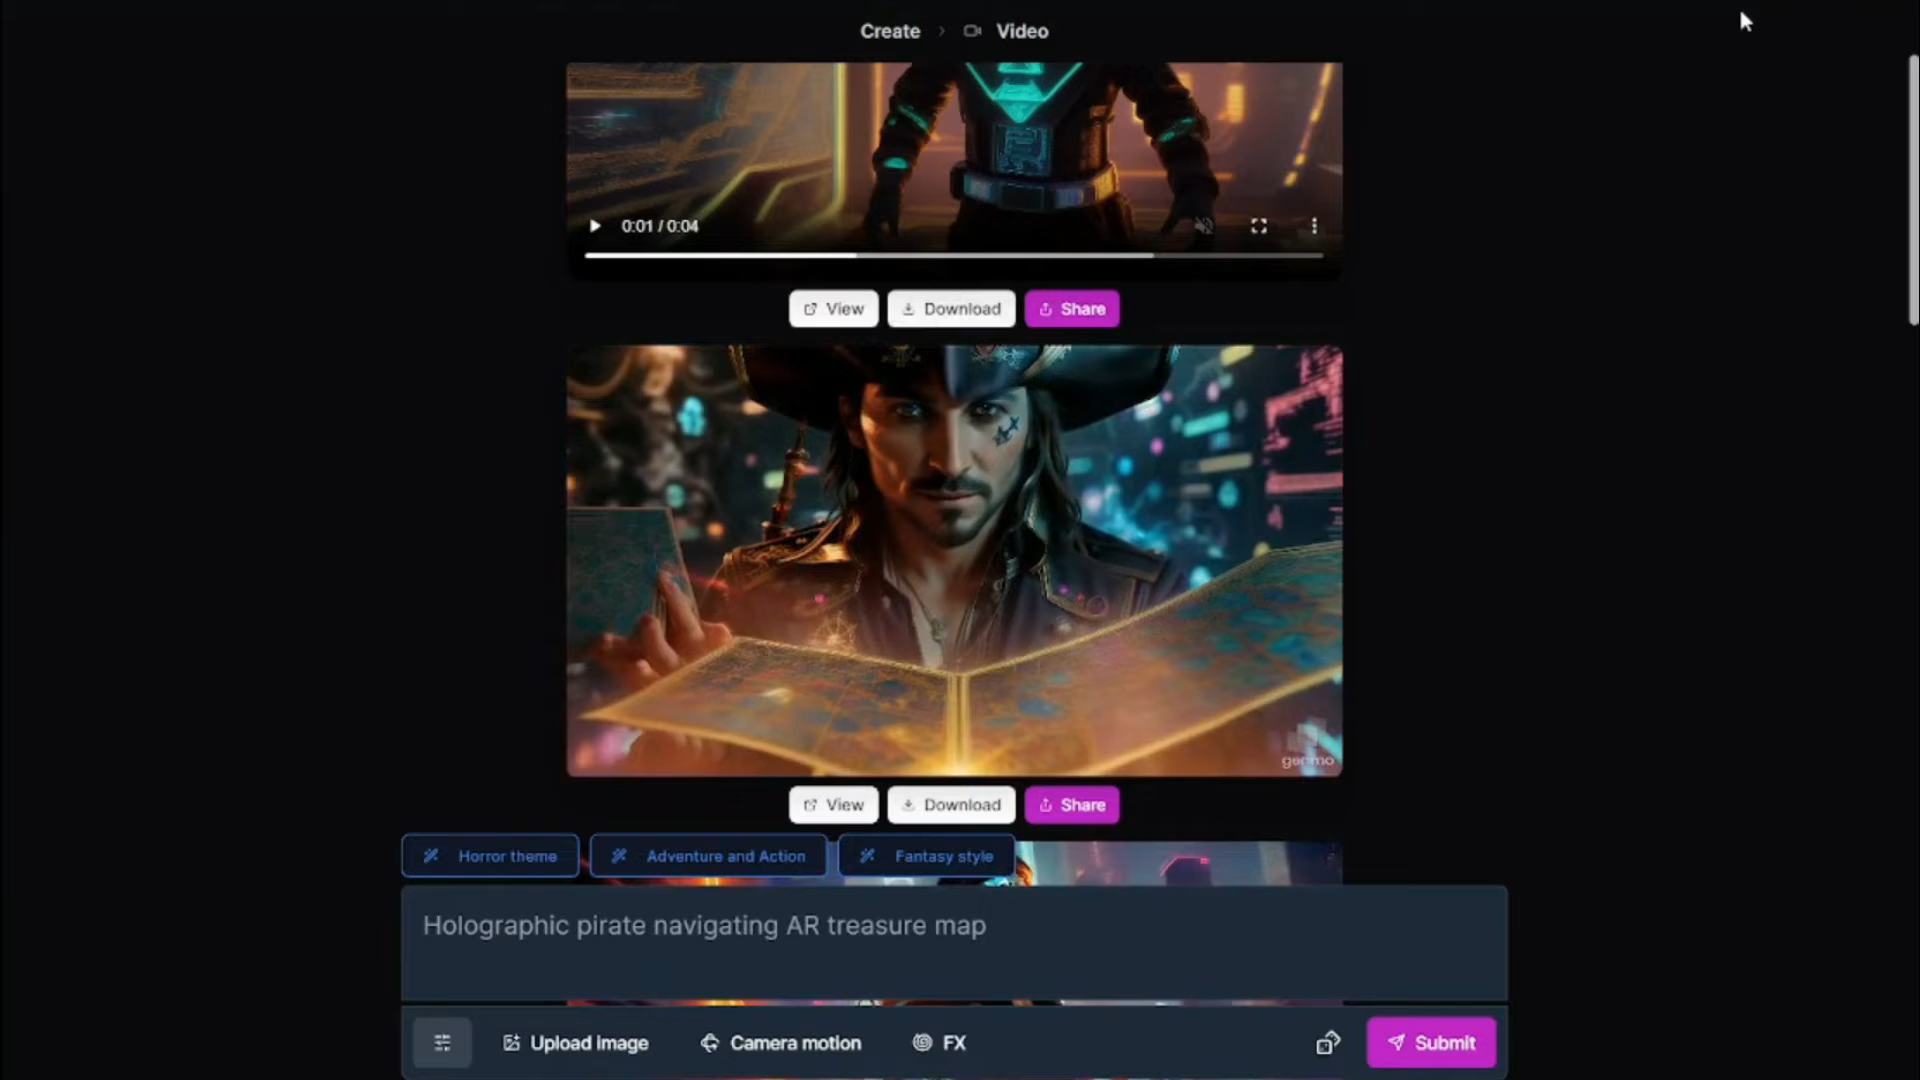 Create > Video
0:01 / 0:04
View Download Share
genmo
View Download Share
Horror theme Adventure and Action Fantasy style
Holographic pirate navigating AR treasure map
Upload image Camera motion FX Submit